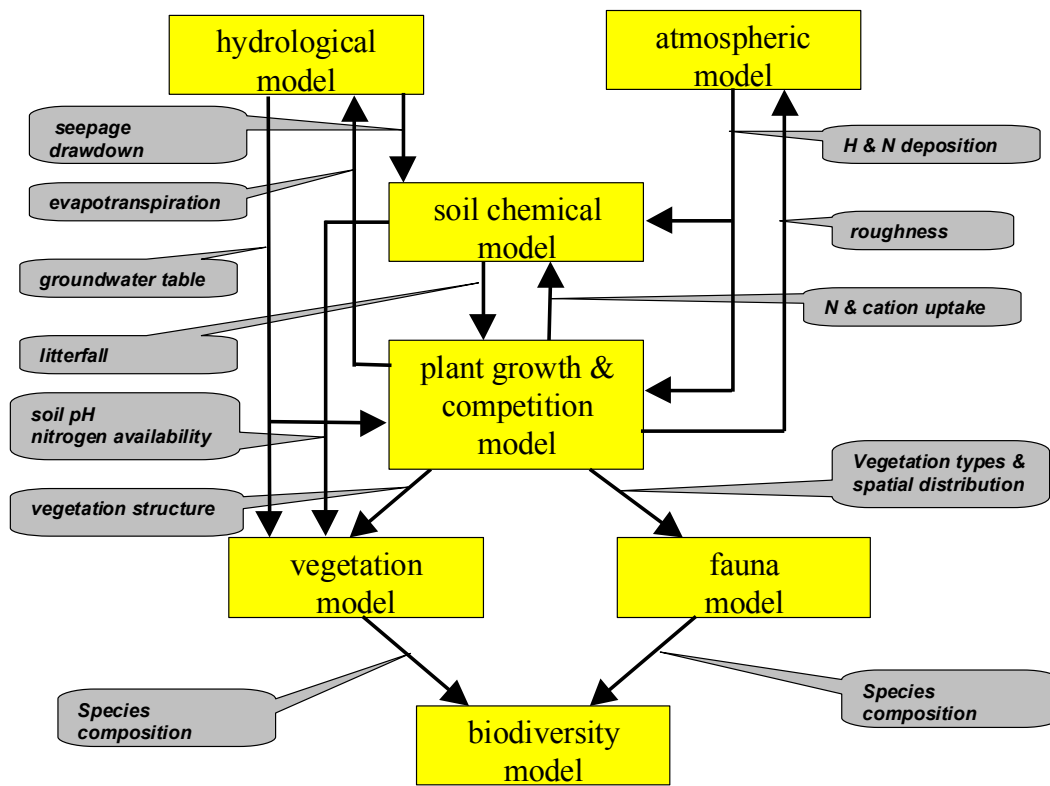 hydrological
model
atmospheric
model
seepage
drawdown
H & N deposition
evapotranspiration
soil chemical
model
roughness
groundwater table
N & cation uptake
litterfall
plant growth &
competition
model
soil pH
nitrogen availability
Vegetation types &
spatial distribution
vegetation structure
vegetation
model
fauna
model
Species
composition
Species
composition
biodiversity
model